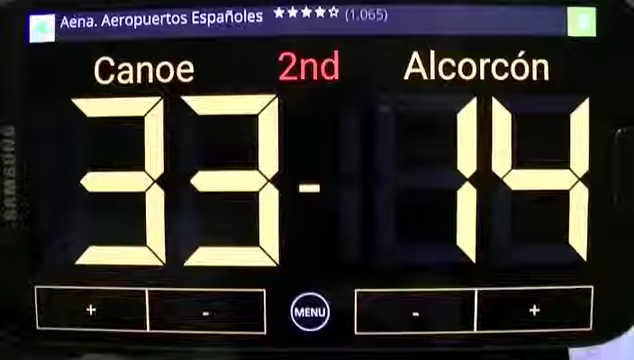 Aena. Aeropuertos Españoles ★★★★☆ (1.065)
Canoe 2nd Alcorcón
33 - 14
+ - MENU - +
SAMSUNG